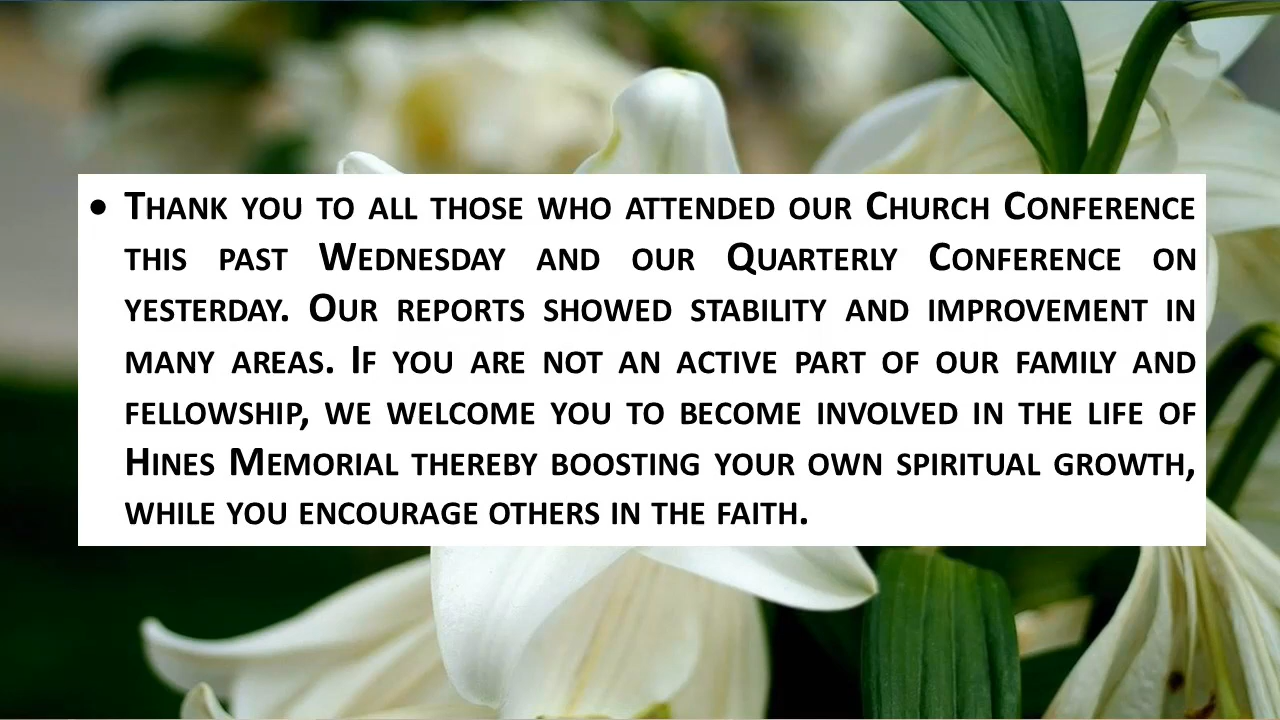 • Thank you to all those who attended our Church Conference
this past Wednesday and our Quarterly Conference on
yesterday. Our reports showed stability and improvement in
many areas. If you are not an active part of our family and
fellowship, we welcome you to become involved in the life of
Hines Memorial thereby boosting your own spiritual growth,
while you encourage others in the faith.